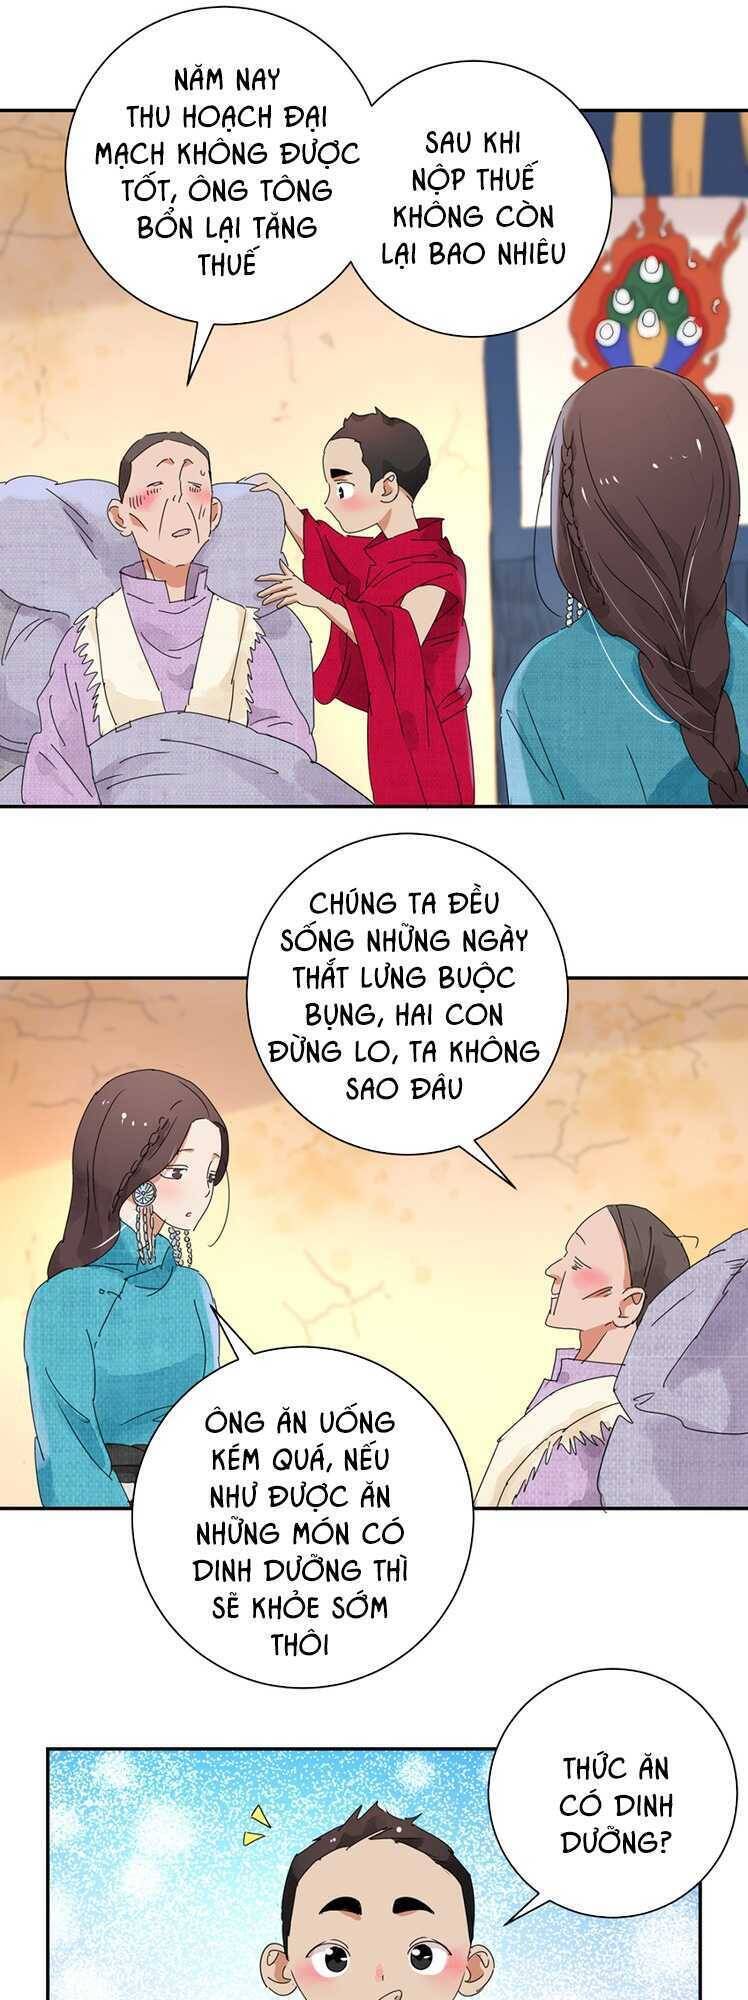 NĂM NAY
THU HOẠCH ĐẠI
MẠCH KHÔNG ĐƯỢC
TỐT, ÔNG TÔNG
BỔN LẠI TĂNG
THUẾ
SAU KHI
NỘP THUẾ
KHÔNG CÒN
LẠI BAO NHIÊU
CHÚNG TA ĐỀU
SỐNG NHỮNG NGÀY
THẮT LƯNG BUỘC
BỤNG, HAI CON
ĐỪNG LO, TA KHÔNG
SAO ĐÂU
ÔNG ĂN UỐNG
KÉM QUÁ, NẾU
NHƯ ĐƯỢC ĂN
NHỮNG MÓN CÓ
DINH DƯỠNG THÌ
SẼ KHỎE SỚM
THÔI
THỨC ĂN
CÓ DINH
DƯỠNG?